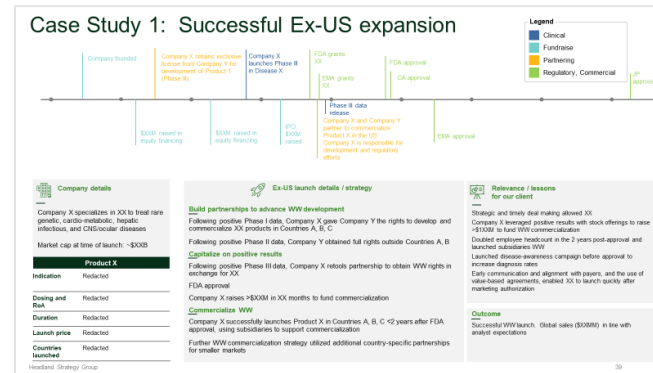 Case Study 1: Successful Ex-US expansion
Legend
Clinical
Fundraise
Partnering
Regulatory, Commercial
Company founded
Company X obtains exclusive
license from Company Y for
development of Product 1
(Phase III)
Company X
launches Phase III
in Disease X
FDA grants
XX
EMA grants
XX
FDA approval
CA approval
JP
approval
$XXM raised in
equity financing
$XXM raised in
equity financing
IPO,
$XXM
raised
Phase III data
release
Company X and Company Y
partner to commercialize
Product X in the US.
Company X is responsible for
development and regulatory
efforts
EMA approval
Company details
Company X specializes in XX to treat rare
genetic, cardio-metabolic, hepatic
infectious, and CNS/ocular diseases
Market cap at time of launch: ~$XXB
Product X
Indication Redacted
Dosing and
RoA
Redacted
Duration Redacted
Launch price Redacted
Countries
launched
Redacted
Ex-US launch details / strategy
Build partnerships to advance WW development
Following positive Phase I data, Company X gave Company Y the rights to develop and
commercialize XX products in Countries A, B, C
Following positive Phase II data, Company Y obtained full rights outside Countries A, B
Capitalize on positive results
Following positive Phase III data, Company X retools partnership to obtain WW rights in
exchange for XX
FDA approval
Company X raises >$XXM in XX months to fund commercialization
Commercialize WW
Company X successfully launches Product X in Countries A, B, C <2 years after FDA
approval, using subsidiaries to support commercialization
Further WW commercialization strategy utilized additional country-specific partnerships
for smaller markets
Relevance / lessons
for our client
Strategic and timely deal making allowed XX
Company X leveraged positive results with stock offerings to raise
>$1XXM to fund WW commercialization
Doubled employee headcount in the 2 years post-approval and
launched subsidiaries WW
Launched disease-awareness campaign before approval to
increase diagnosis rates
Early communication and alignment with payers, and the use of
value-based agreements, enabled XX to launch quickly after
marketing authorization
Outcome
Successful WW launch. Global sales ($XXMM) in line with
analyst expectations
Headland Strategy Group
39